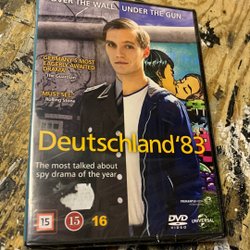 OVER THE WALL UNDER THE GUN
GERMANY'S MOST
EAGERLY AWAITED
DRAMA
The Guardian
MUST SEE
Rolling Stone
Deutschland '83
The most talked about
spy drama of the year
15
15
16
DVD
VIDEO
UNIVERSAL